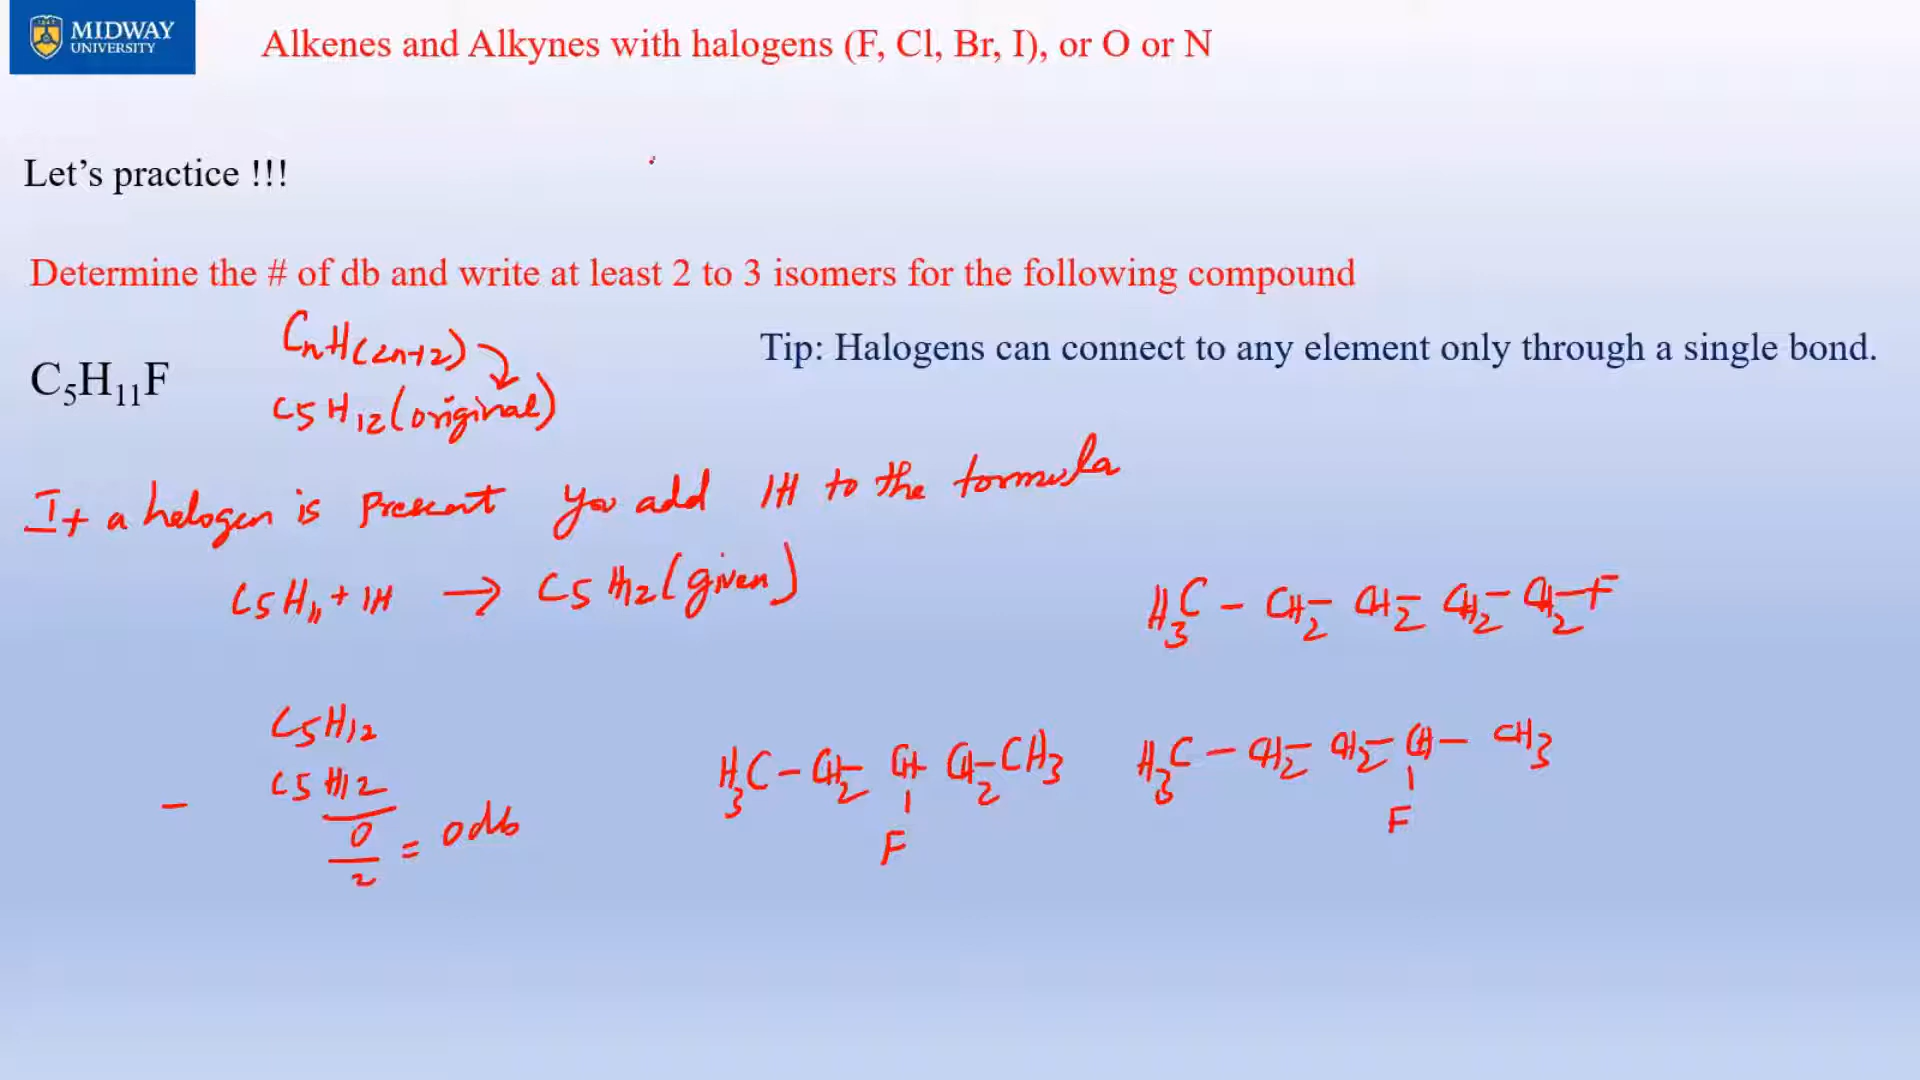 MIDWAY
UNIVERSITY
Alkenes and Alkynes with halogens (F, Cl, Br, I), or O or N
Let’s practice !!!
Determine the # of db and write at least 2 to 3 isomers for the following compound
CnH(2n+2)
Tip: Halogens can connect to any element only through a single bond.
C₅H₁₁F
C5H12(original)
If a halogen is Present you add 1H to the formula
C5H11 + 1H → C5H12(given)
H3C - CH2 - CH2 - CH2 - CH2 - F
C5H12
- C5H12
0/2 = 0db
H3C - CH2 - CH - CH2 - CH3
F
H3C - CH2 - CH2 - CH - CH3
F